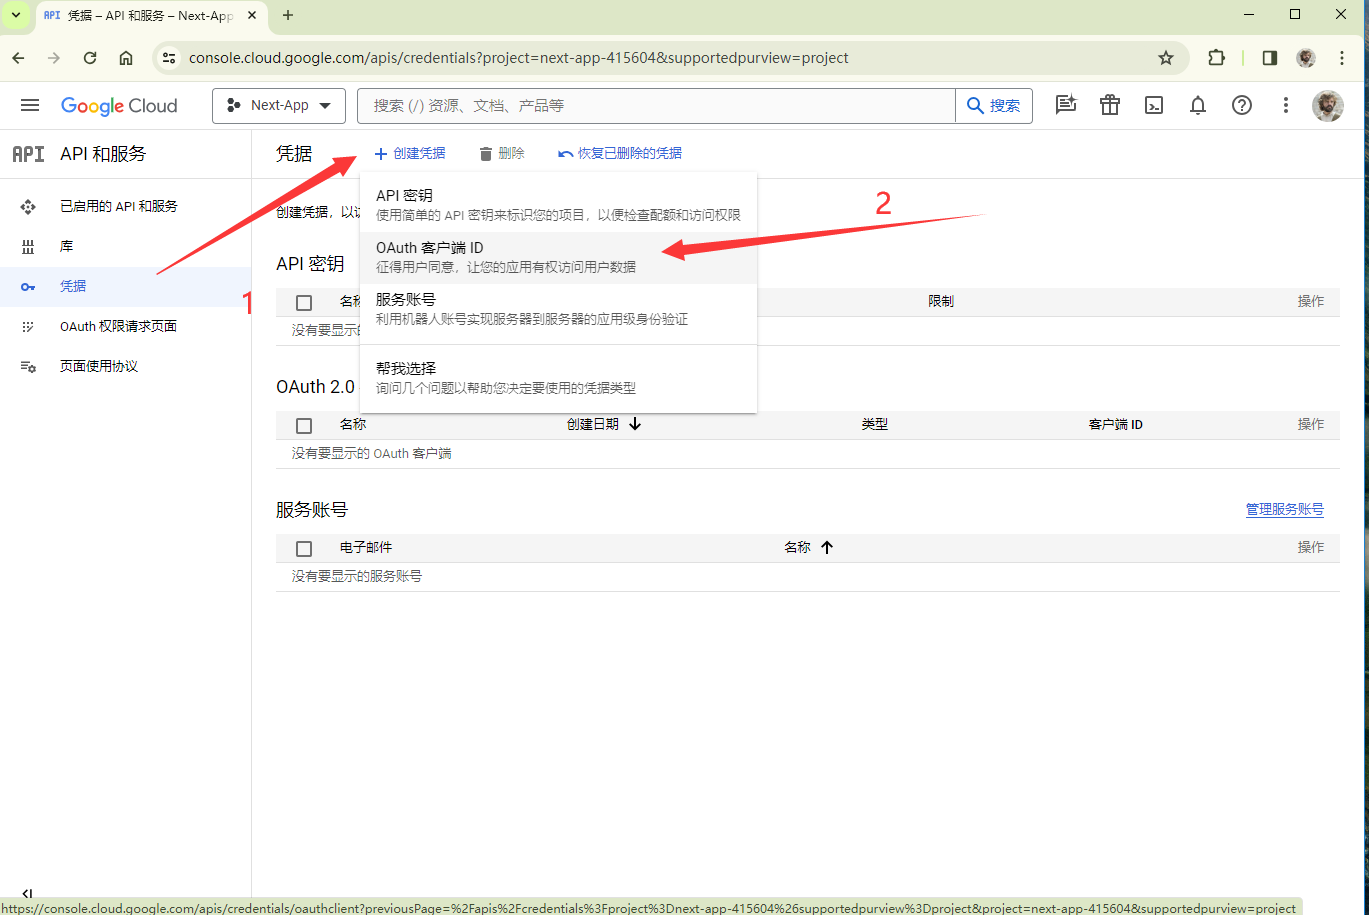 API 凭据 – API 和服务 – Next-App
console.cloud.google.com/apis/credentials?project=next-app-415604&supportedpurview=project
Google Cloud
Next-App
搜索 (/) 资源、文档、产品等
搜索
API API 和服务
凭据
创建凭据
删除
恢复已删除的凭据
已启用的 API 和服务
库
凭据
OAuth 权限请求页面
页面使用协议
1
2
创建凭据，以
API 密钥
使用简单的 API 密钥来标识您的项目，以便检查配额和访问权限
OAuth 客户端 ID
征得用户同意，让您的应用有权访问用户数据
服务账号
利用机器人账号实现服务器到服务器的应用级身份验证
帮我选择
询问几个问题以帮助您决定要使用的凭据类型
API 密钥
名 限制 操作
没有要显示
OAuth 2.0
名称 创建日期 类型 客户端 ID 操作
没有要显示的 OAuth 客户端
服务账号 管理服务账号
电子邮件 名称 操作
没有要显示的服务账号
https://console.cloud.google.com/apis/credentials/oauthclient?previousPage=%2Fapis%2Fcredentials%3Fproject%3Dnext-app-415604%26supportedpurview%3Dproject&project=next-app-415604&supportedpurview=project